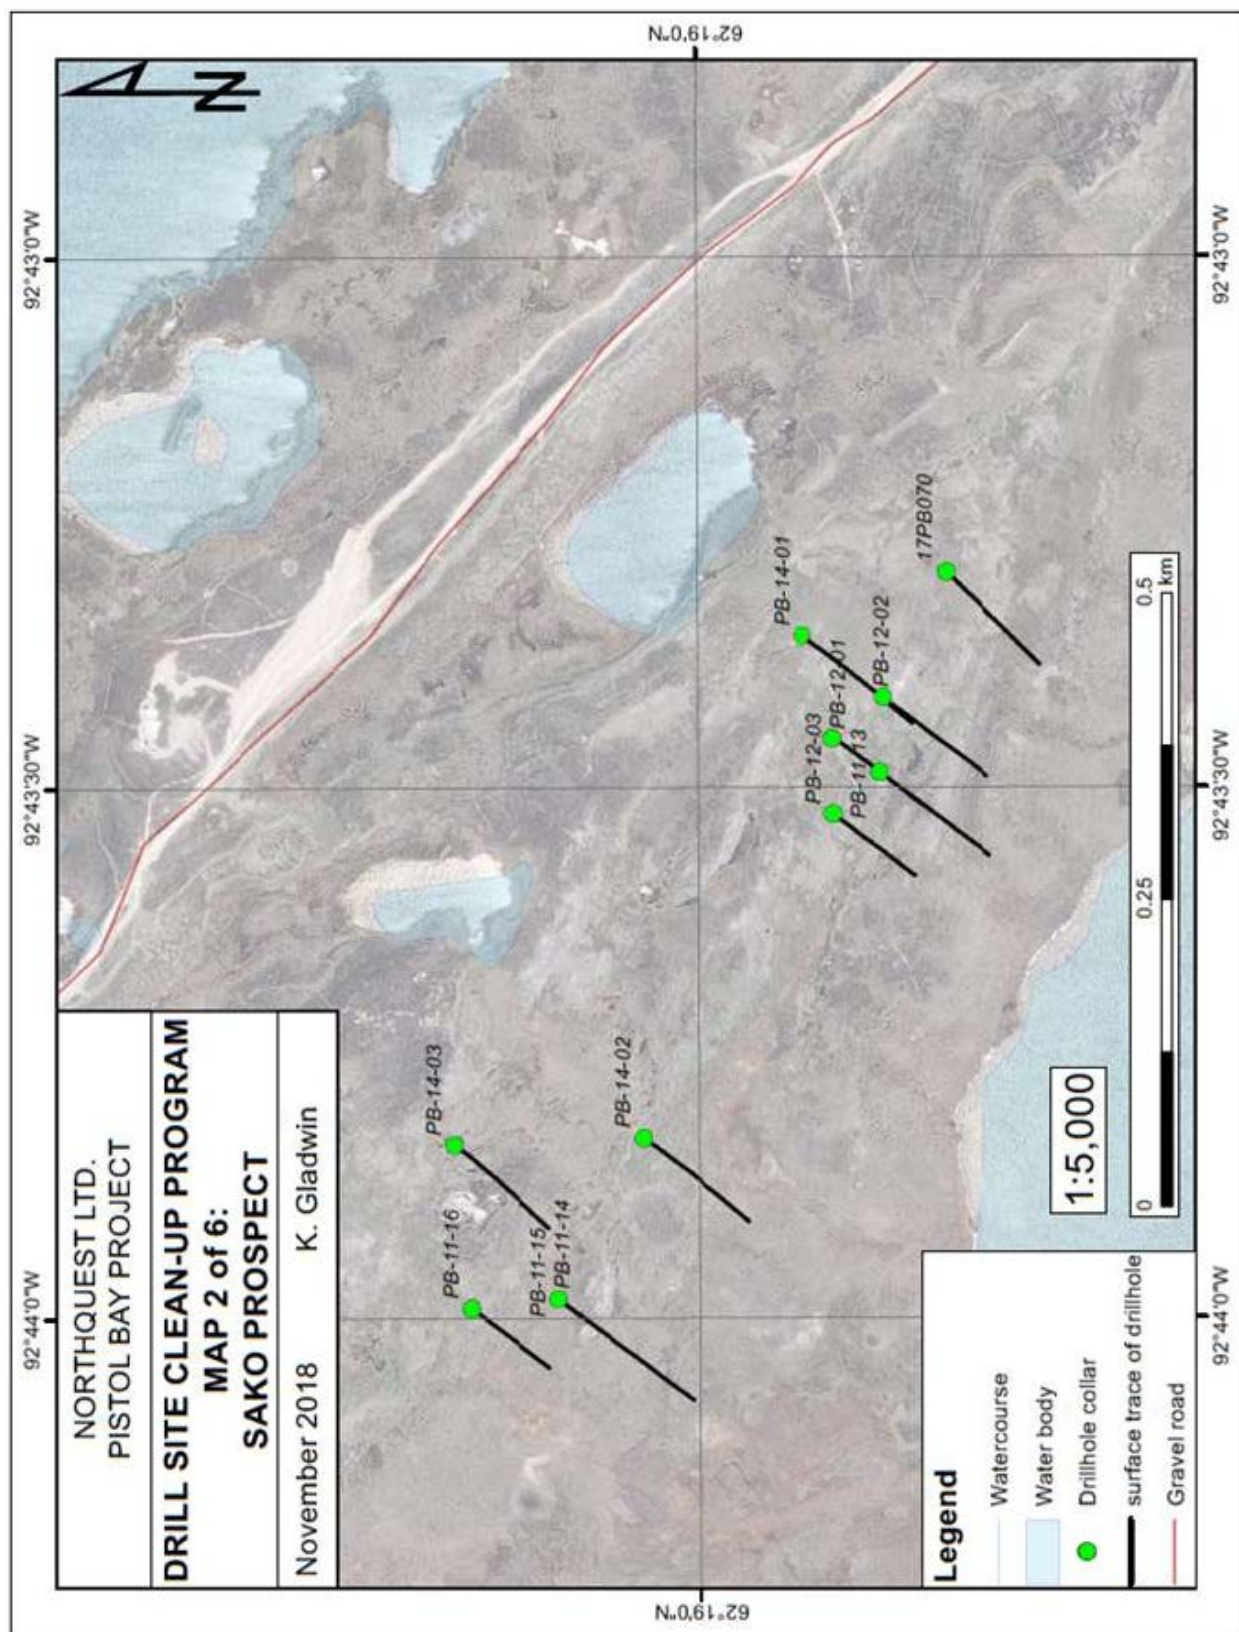 NORTHQUEST LTD.
PISTOL BAY PROJECT
DRILL SITE CLEAN-UP PROGRAM
MAP 2 of 6:
SAKO PROSPECT
November 2018 K. Gladwin
92°44'0"W
92°43'30"W
92°43'0"W
N
62°19'0"N
62°19'0"N
PB-11-16
PB-14-03
PB-11-15
PB-11-14
PB-14-02
PB-12-03
PB-14-01
PB-12-01
PB-11-13
PB-12-02
17PB070
Legend
Watercourse
Water body
Drillhole collar
surface trace of drillhole
Gravel road
1:5,000
0 0.25 0.5
km
92°44'0"W
92°43'30"W
92°43'0"W